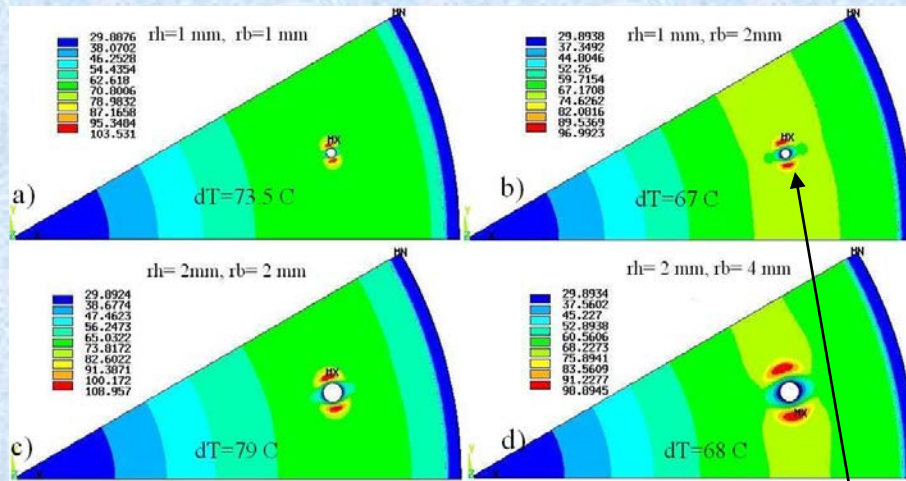 29.8876
38.0702
46.2528
54.4354
62.618
70.8006
78.9832
87.1658
95.3484
103.531
rh=1 mm, rb=1 mm
MN
MX
a)
dT=73.5 C
29.8938
37.3492
44.8046
52.26
59.7154
67.1708
74.6262
82.0816
89.5369
96.9923
rh=1 mm, rb= 2mm
MN
MX
b)
dT=67 C
29.8924
38.6774
47.4623
56.2473
65.0322
73.8172
82.6022
91.3871
100.172
108.957
rh= 2mm, rb= 2 mm
MN
MX
c)
dT=79 C
29.8934
37.5602
45.227
52.8938
60.5606
68.2273
75.8941
83.5609
91.2277
98.8945
rh= 2 mm, rb= 4 mm
MN
MX
d)
dT=68 C